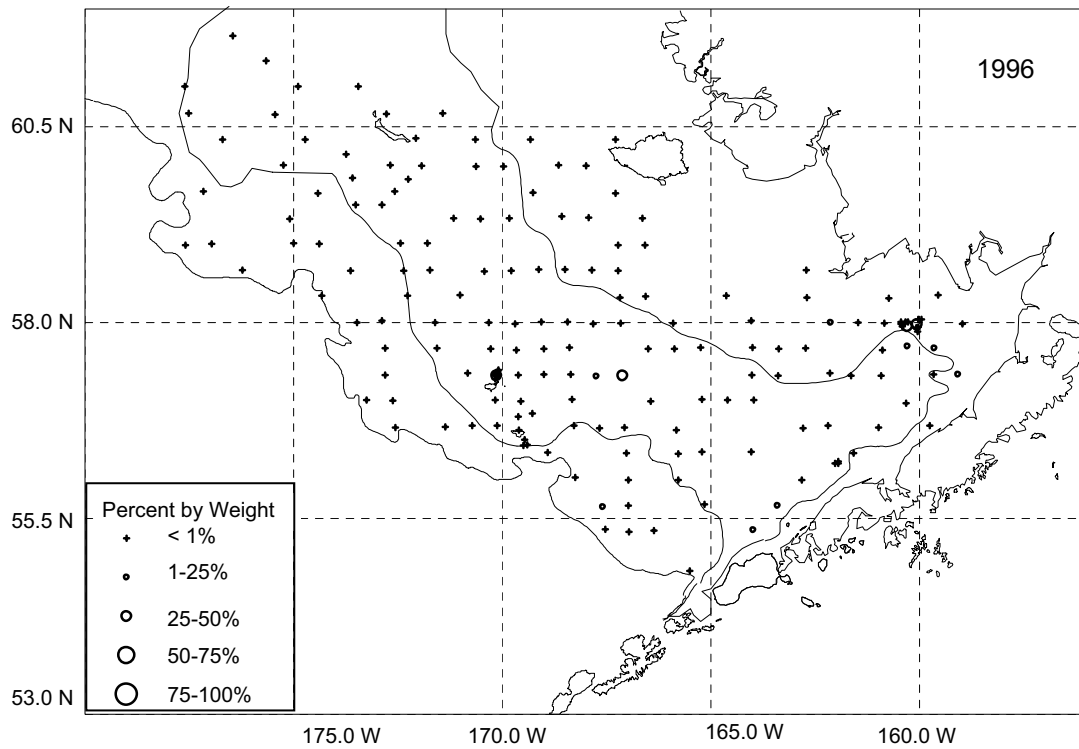 1996
60.5 N
58.0 N
55.5 N
53.0 N
Percent by Weight
< 1%
1-25%
25-50%
50-75%
75-100%
175.0 W
170.0 W
165.0 W
160.0 W